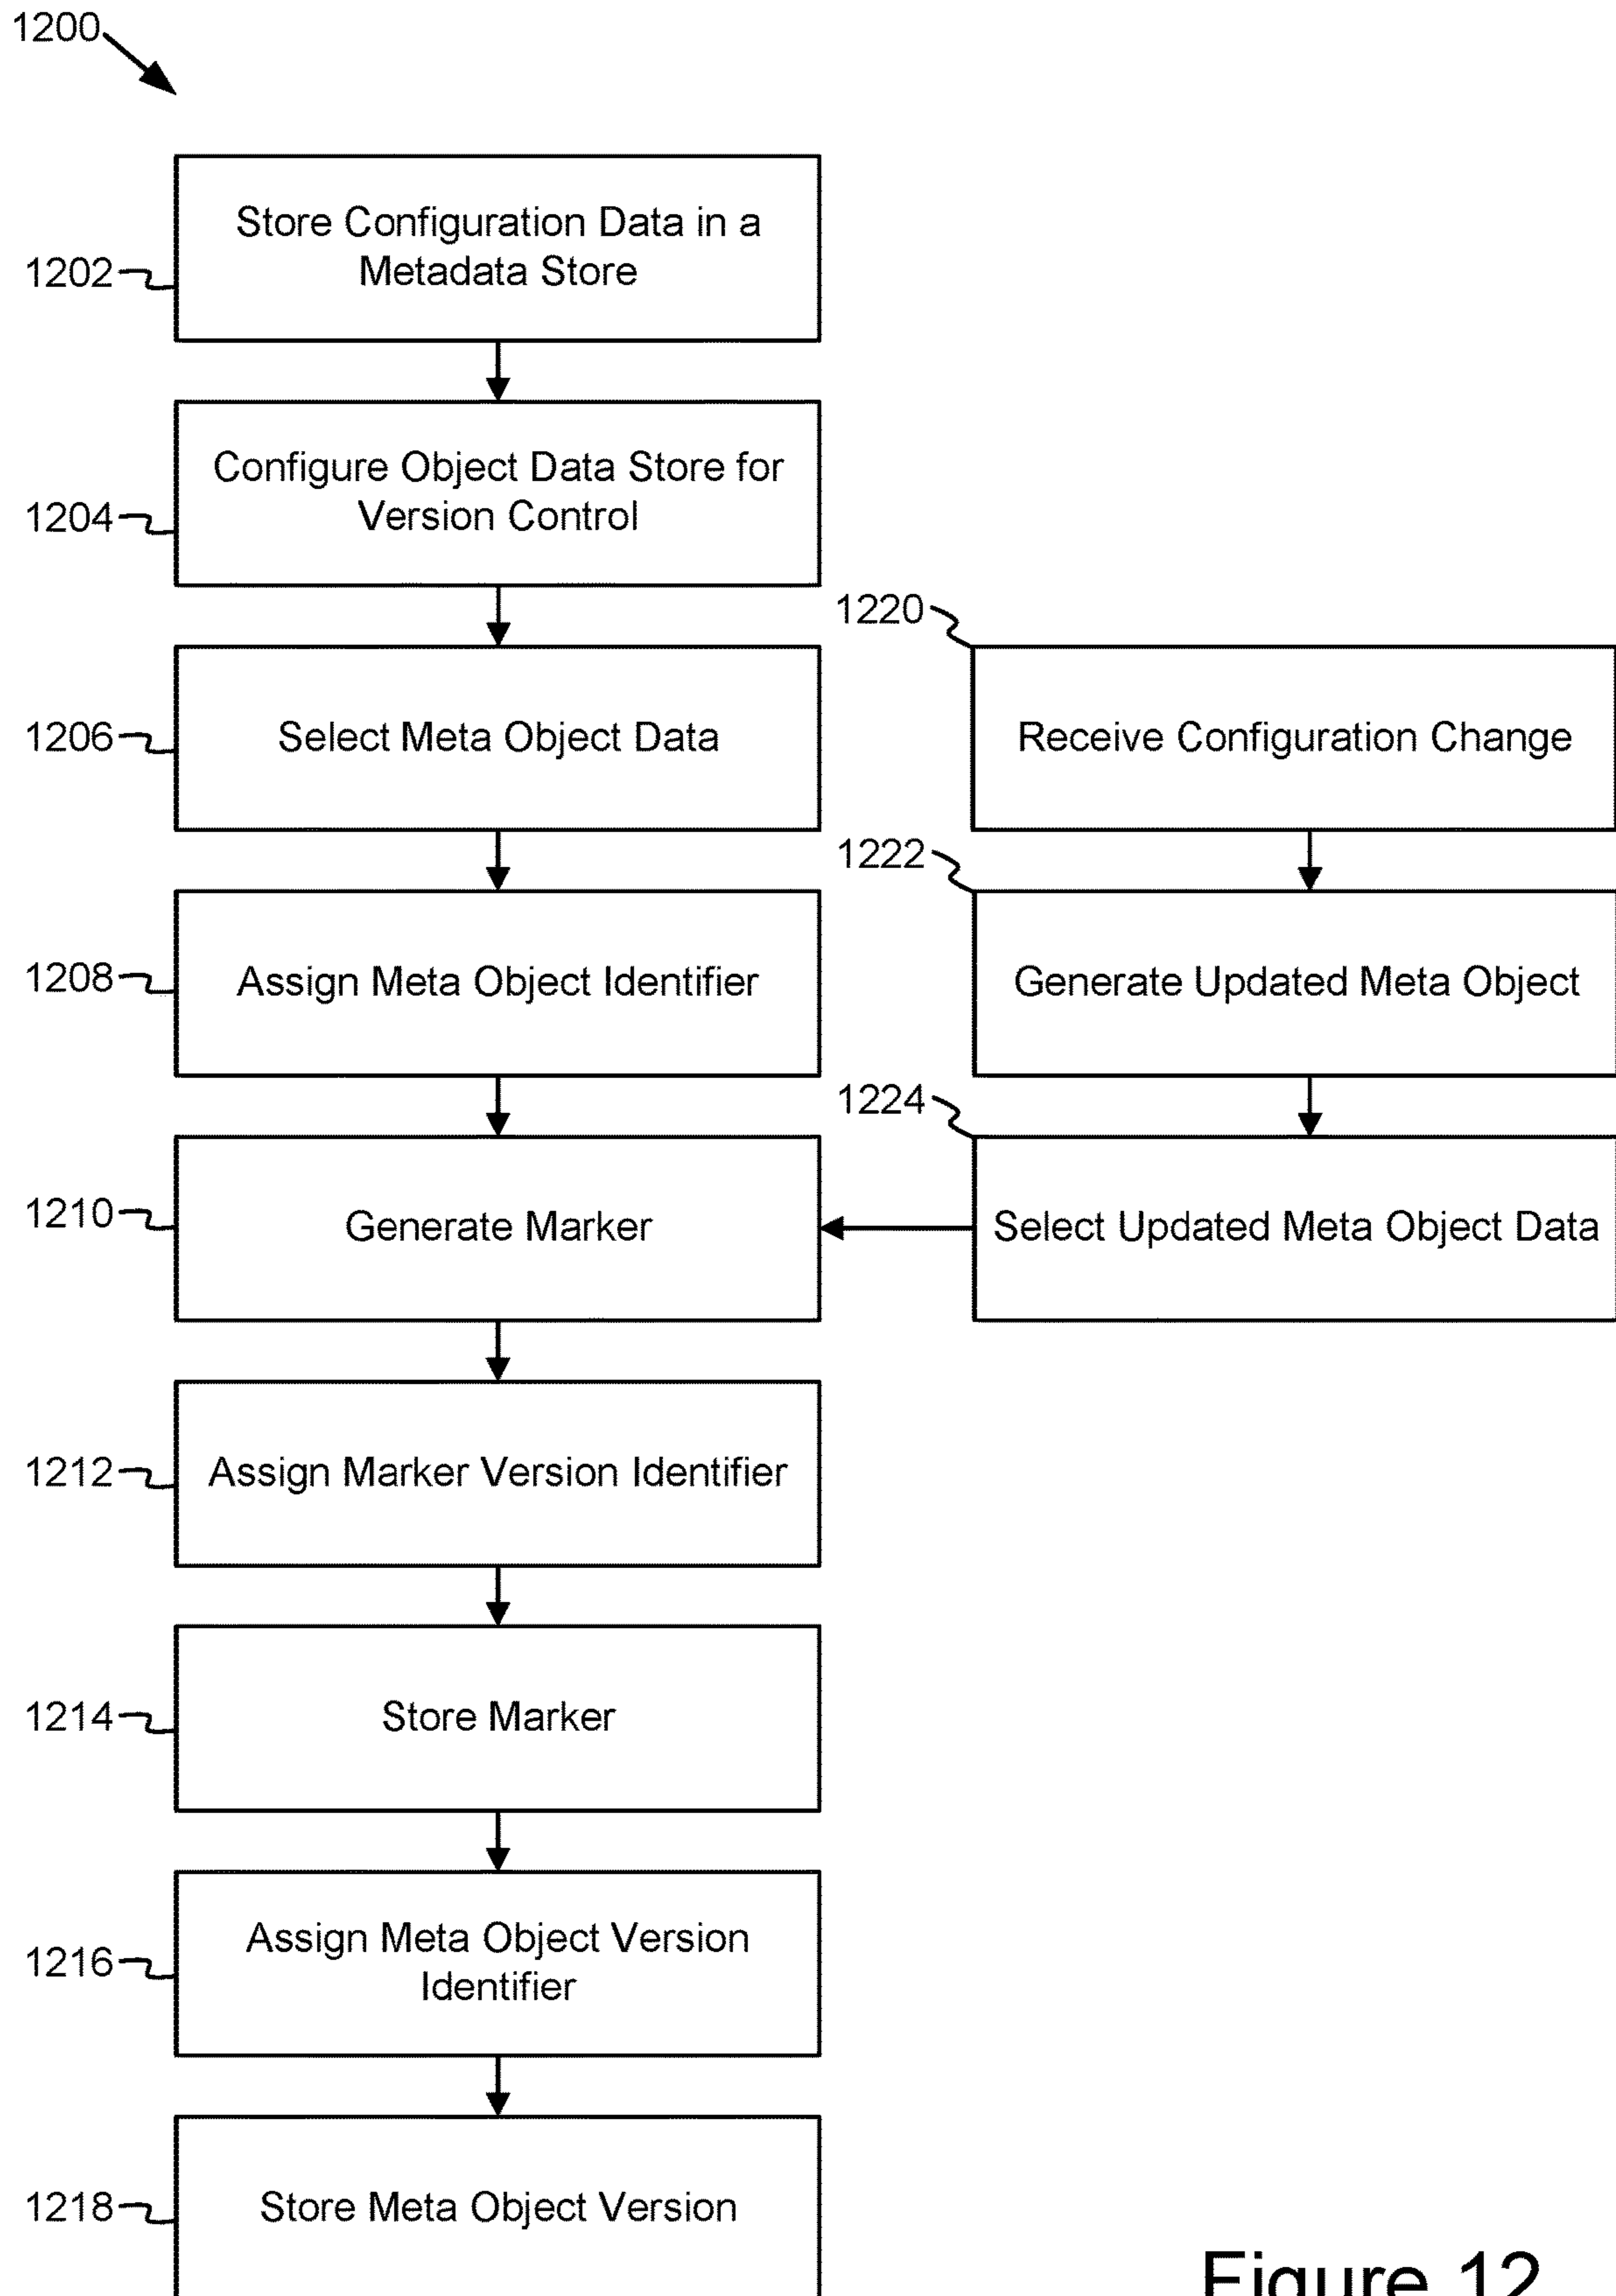 1200
Store Configuration Data in a
Metadata Store
1202
Configure Object Data Store for
Version Control
1204
1220
Select Meta Object Data
1206
Receive Configuration Change
1222
Assign Meta Object Identifier
1208
Generate Updated Meta Object
1224
Generate Marker
1210
Select Updated Meta Object Data
Assign Marker Version Identifier
1212
Store Marker
1214
Assign Meta Object Version
Identifier
1216
Store Meta Object Version
1218
Figure 12